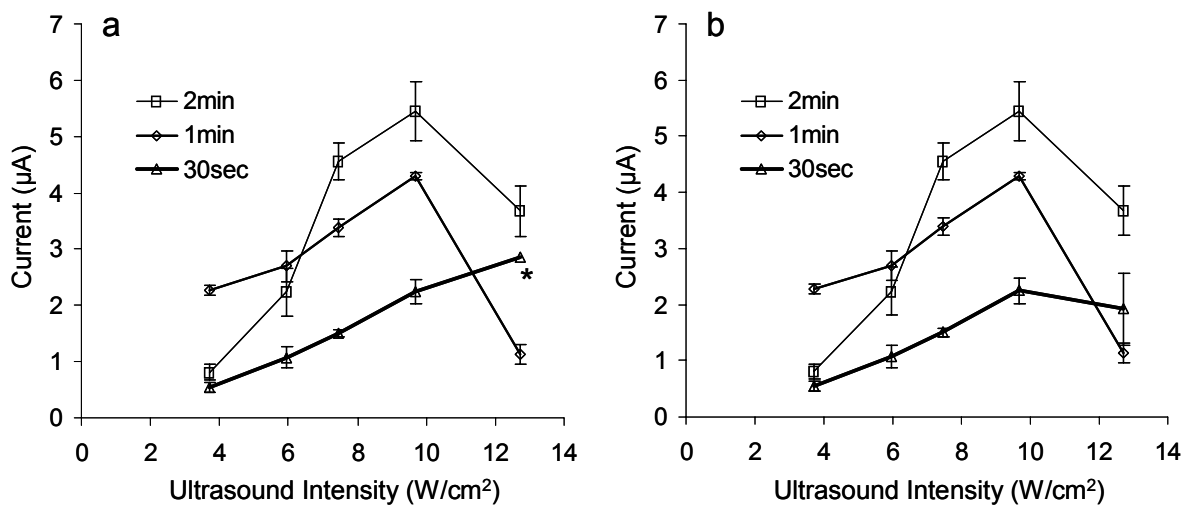 a
7
6
5
4
3
2
1
0
Current (μA)
2min
1min
30sec
*
0 2 4 6 8 10 12 14
Ultrasound Intensity (W/cm²)
b
7
6
5
4
3
2
1
0
Current (μA)
2min
1min
30sec
0 2 4 6 8 10 12 14
Ultrasound Intensity (W/cm²)